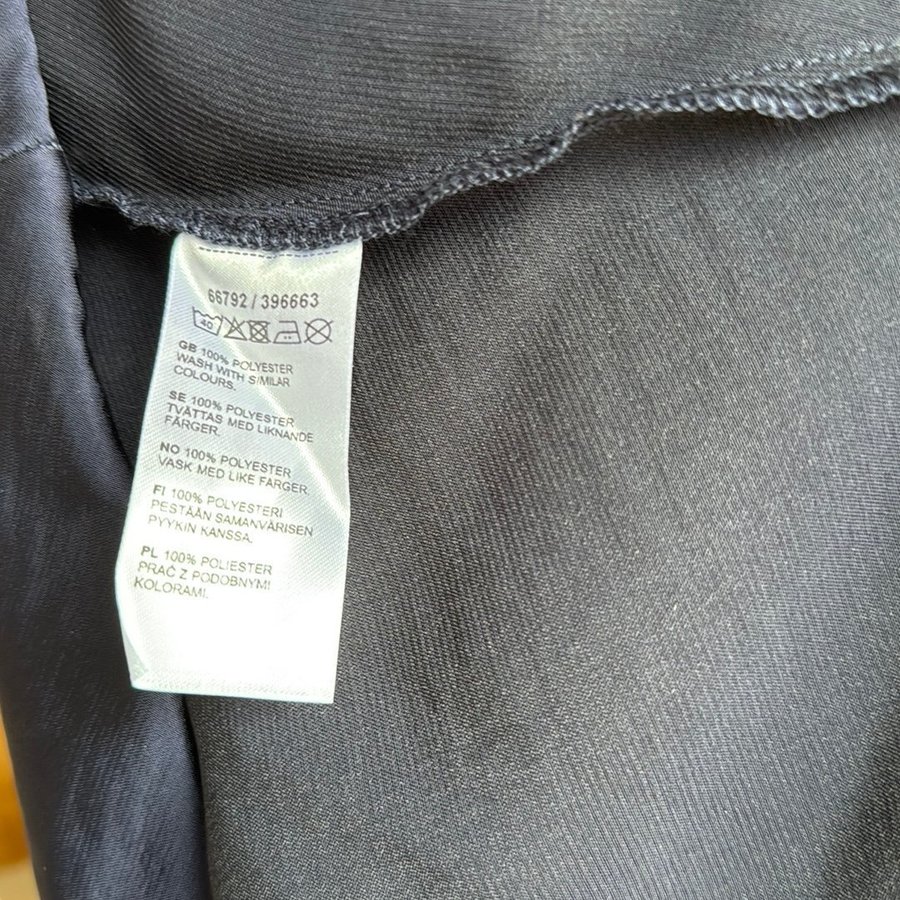 66792 / 396663
40
GB 100% POLYESTER
WASH WITH SIMILAR
COLOURS.
SE 100% POLYESTER
TVÄTTAS MED LIKNANDE
FÄRGER.
NO 100% POLYESTER
VASK MED LIKE FARGER.
FI 100% POLYESTERI
PESTÄÄN SAMANVÄRISEN
PYYKIN KANSSA.
PL 100% POLIESTER
PRAĆ Z PODOBNYMI
KOLORAMI.